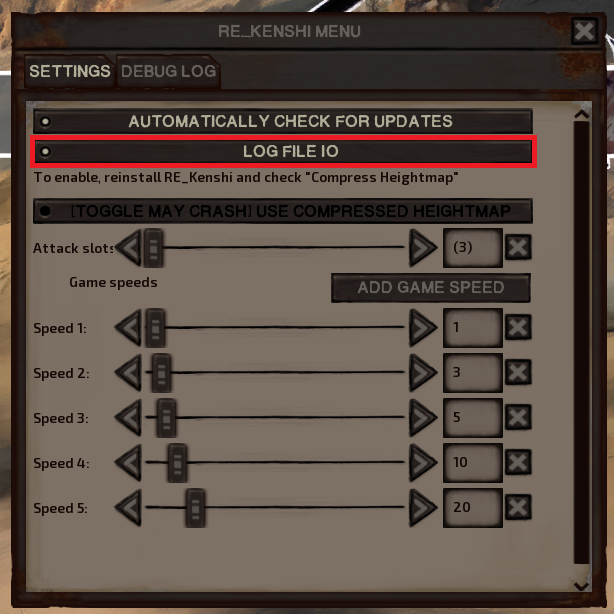 RE_KENSHI MENU
SETTINGS
DEBUG LOG
AUTOMATICALLY CHECK FOR UPDATES
LOG FILE IO
To enable, reinstall RE_Kenshi and check "Compress Heightmap"
[TOGGLE MAY CRASH] USE COMPRESSED HEIGHTMAP
Attack slots (3)
Game speeds ADD GAME SPEED
Speed 1: 1
Speed 2: 3
Speed 3: 5
Speed 4: 10
Speed 5: 20